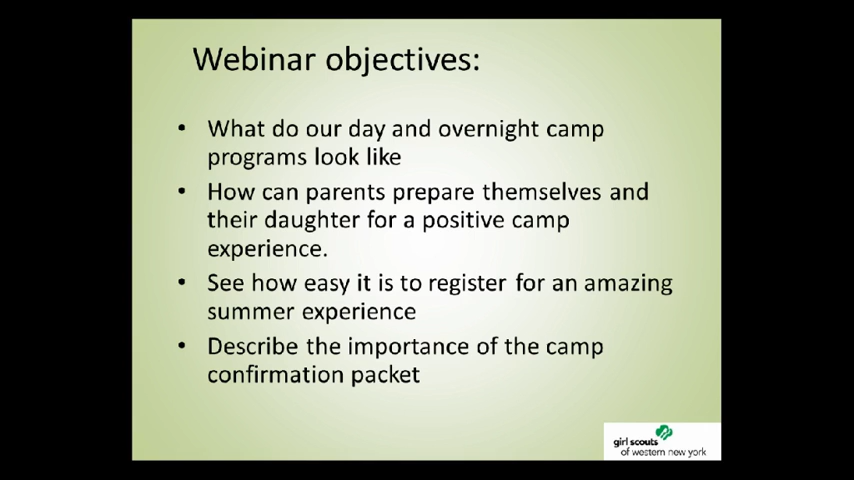 Webinar objectives:
• What do our day and overnight camp
programs look like
• How can parents prepare themselves and
their daughter for a positive camp
experience.
• See how easy it is to register for an amazing
summer experience
• Describe the importance of the camp
confirmation packet
girl scouts
of western new york